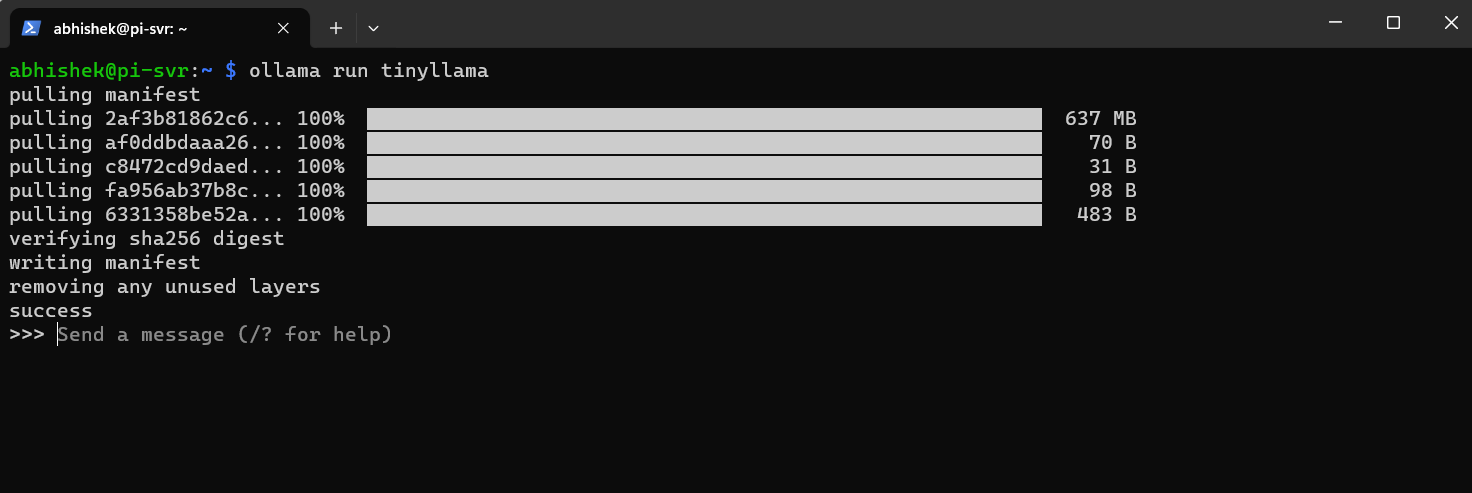 abhishek@pi-svr: ~
abhishek@pi-svr:~ $ ollama run tinyllama
pulling manifest
pulling 2af3b81862c6... 100% 637 MB
pulling af0ddbdaaa26... 100% 70 B
pulling c8472cd9daed... 100% 31 B
pulling fa956ab37b8c... 100% 98 B
pulling 6331358be52a... 100% 483 B
verifying sha256 digest
writing manifest
removing any unused layers
success
>>> Send a message (/? for help)